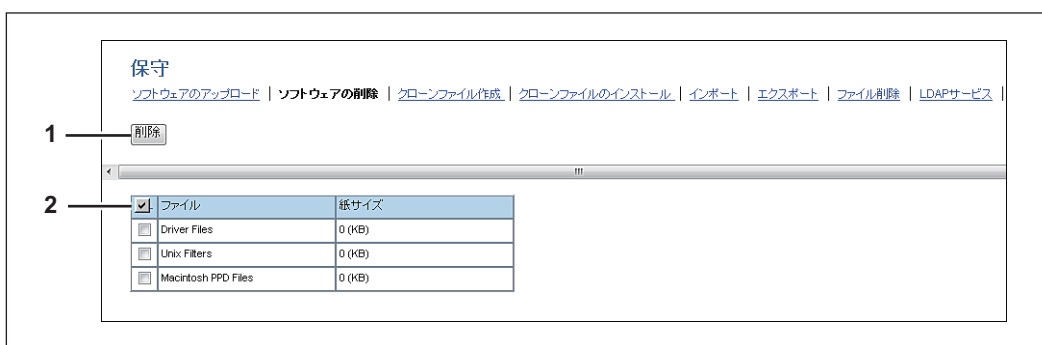 保守
ソフトウェアのアップロード | ソフトウェアの削除 | クローンファイル作成 | クローンファイルのインストール | インポート | エクスポート | ファイル削除 | LDAPサービス |
1 削除
2 ファイル 紙サイズ
Driver Files 0 (KB)
Unix Filters 0 (KB)
Macintosh PPD Files 0 (KB)